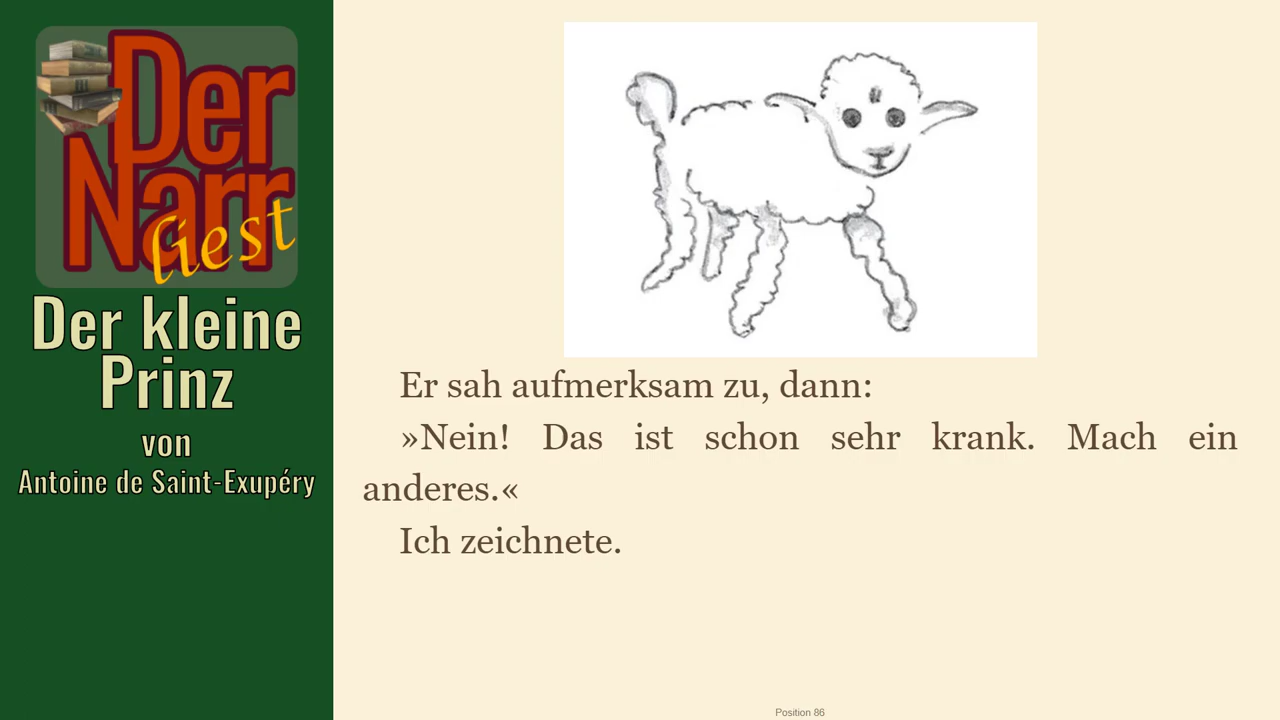 Der
Narr
liest
Der kleine
Prinz
von
Antoine de Saint-Exupéry
Er sah aufmerksam zu, dann:
»Nein! Das ist schon sehr krank. Mach ein
anderes.«
Ich zeichnete.
Position 86